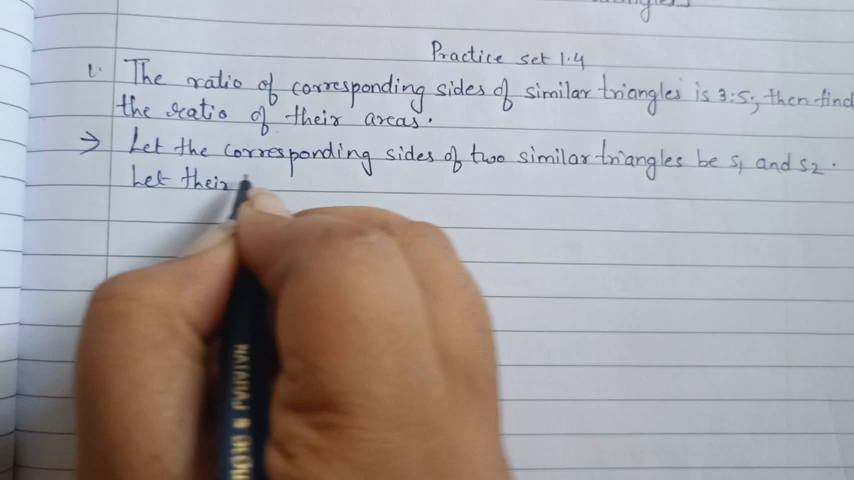 Practice set 1.4
1. The ratio of corresponding sides of similar triangles is 3:5; then find
the ratio of their areas.
⇒ Let the corresponding sides of two similar triangles be s₁ and s₂.
Let their
NATARAJ